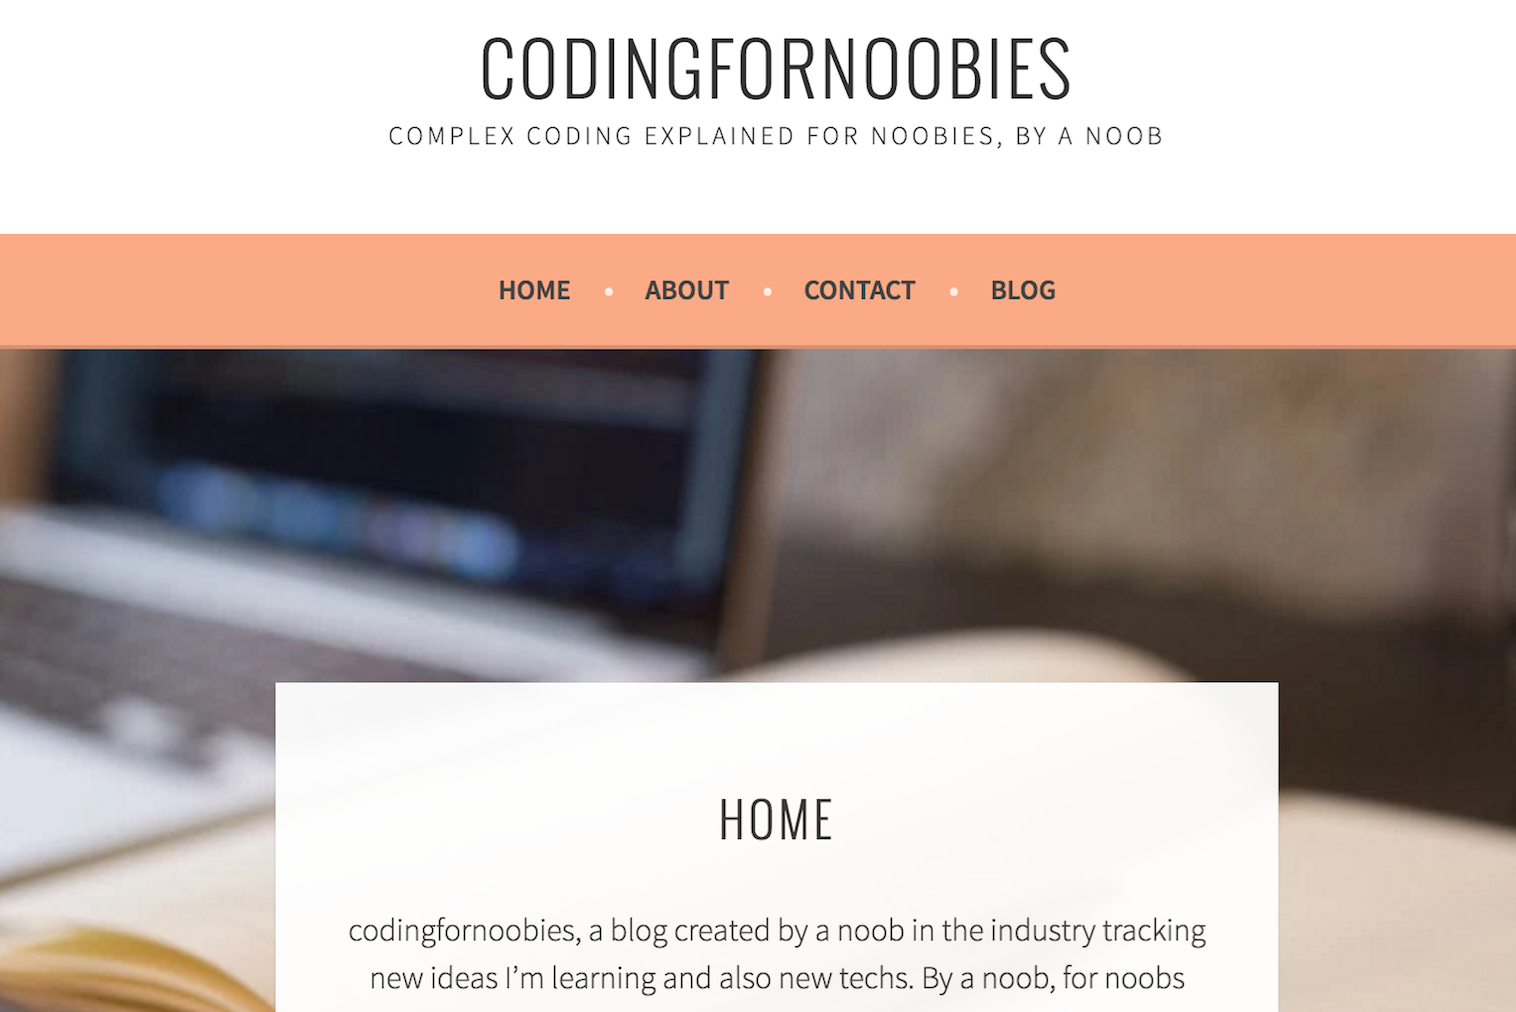 CODINGFORNOOBIES
COMPLEX CODING EXPLAINED FOR NOOBIES, BY A NOOB
HOME • ABOUT • CONTACT • BLOG
HOME
codingfornoobies, a blog created by a noob in the industry tracking
new ideas I’m learning and also new techs. By a noob, for noobs